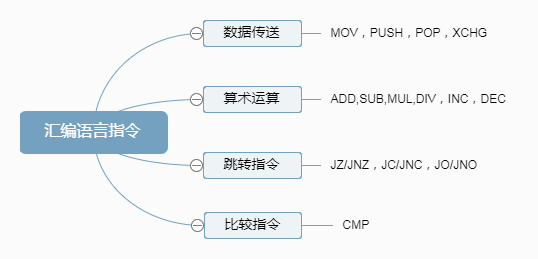 汇编语言指令
数据传送
MOV，PUSH，POP，XCHG
算术运算
ADD,SUB,MUL,DIV，INC，DEC
跳转指令
JZ/JNZ，JC/JNC，JO/JNO
比较指令
CMP